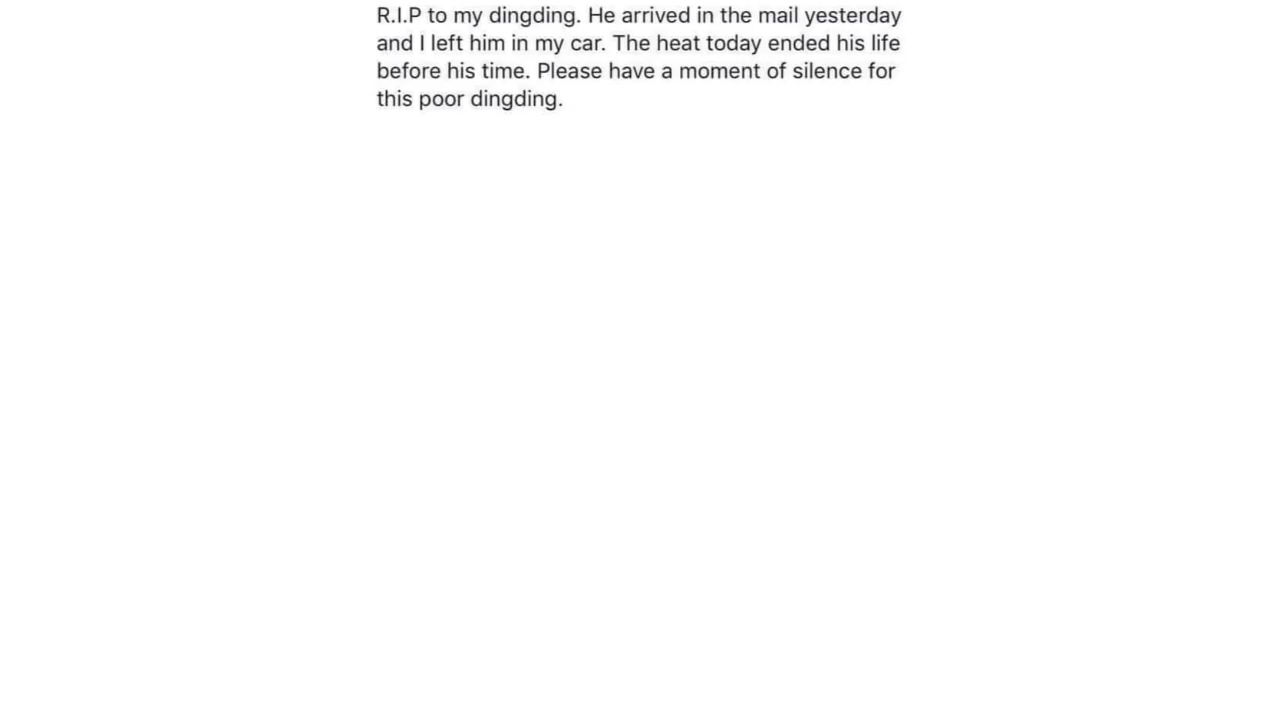 R.I.P to my dingding. He arrived in the mail yesterday
and I left him in my car. The heat today ended his life
before his time. Please have a moment of silence for
this poor dingding.